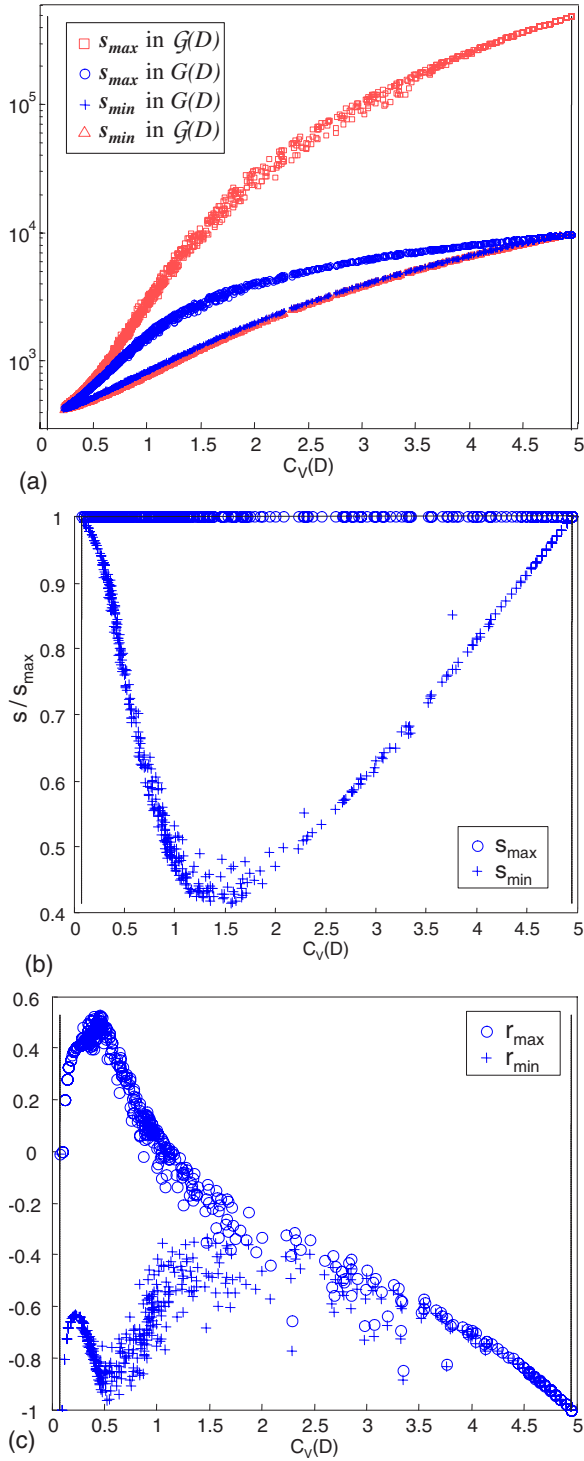 s_max in 𝒢(D)
s_max in G(D)
s_min in G(D)
s_min in 𝒢(D)
10^5
10^4
10^3
0 0.5 1 1.5 2 2.5 3 3.5 4 4.5 5
C_V(D)
(a)
1
0.9
0.8
0.7
0.6
0.5
0.4
s / s_max
s_max
s_min
0 0.5 1 1.5 2 2.5 3 3.5 4 4.5 5
C_V(D)
(b)
0.6
0.4
0.2
0
-0.2
-0.4
-0.6
-0.8
-1
r_max
r_min
0 0.5 1 1.5 2 2.5 3 3.5 4 4.5 5
C_V(D)
(c)